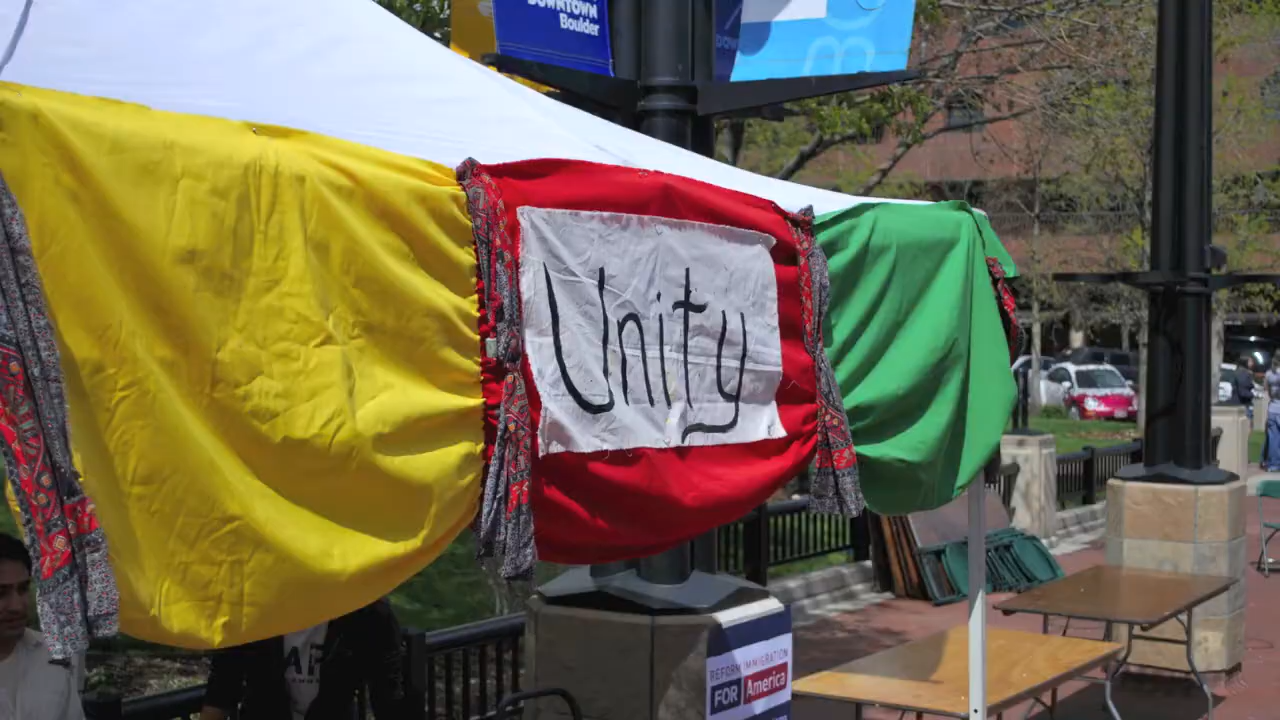 DOWNTOWN
Boulder
Unity
REFORM IMMIGRATION
FOR America